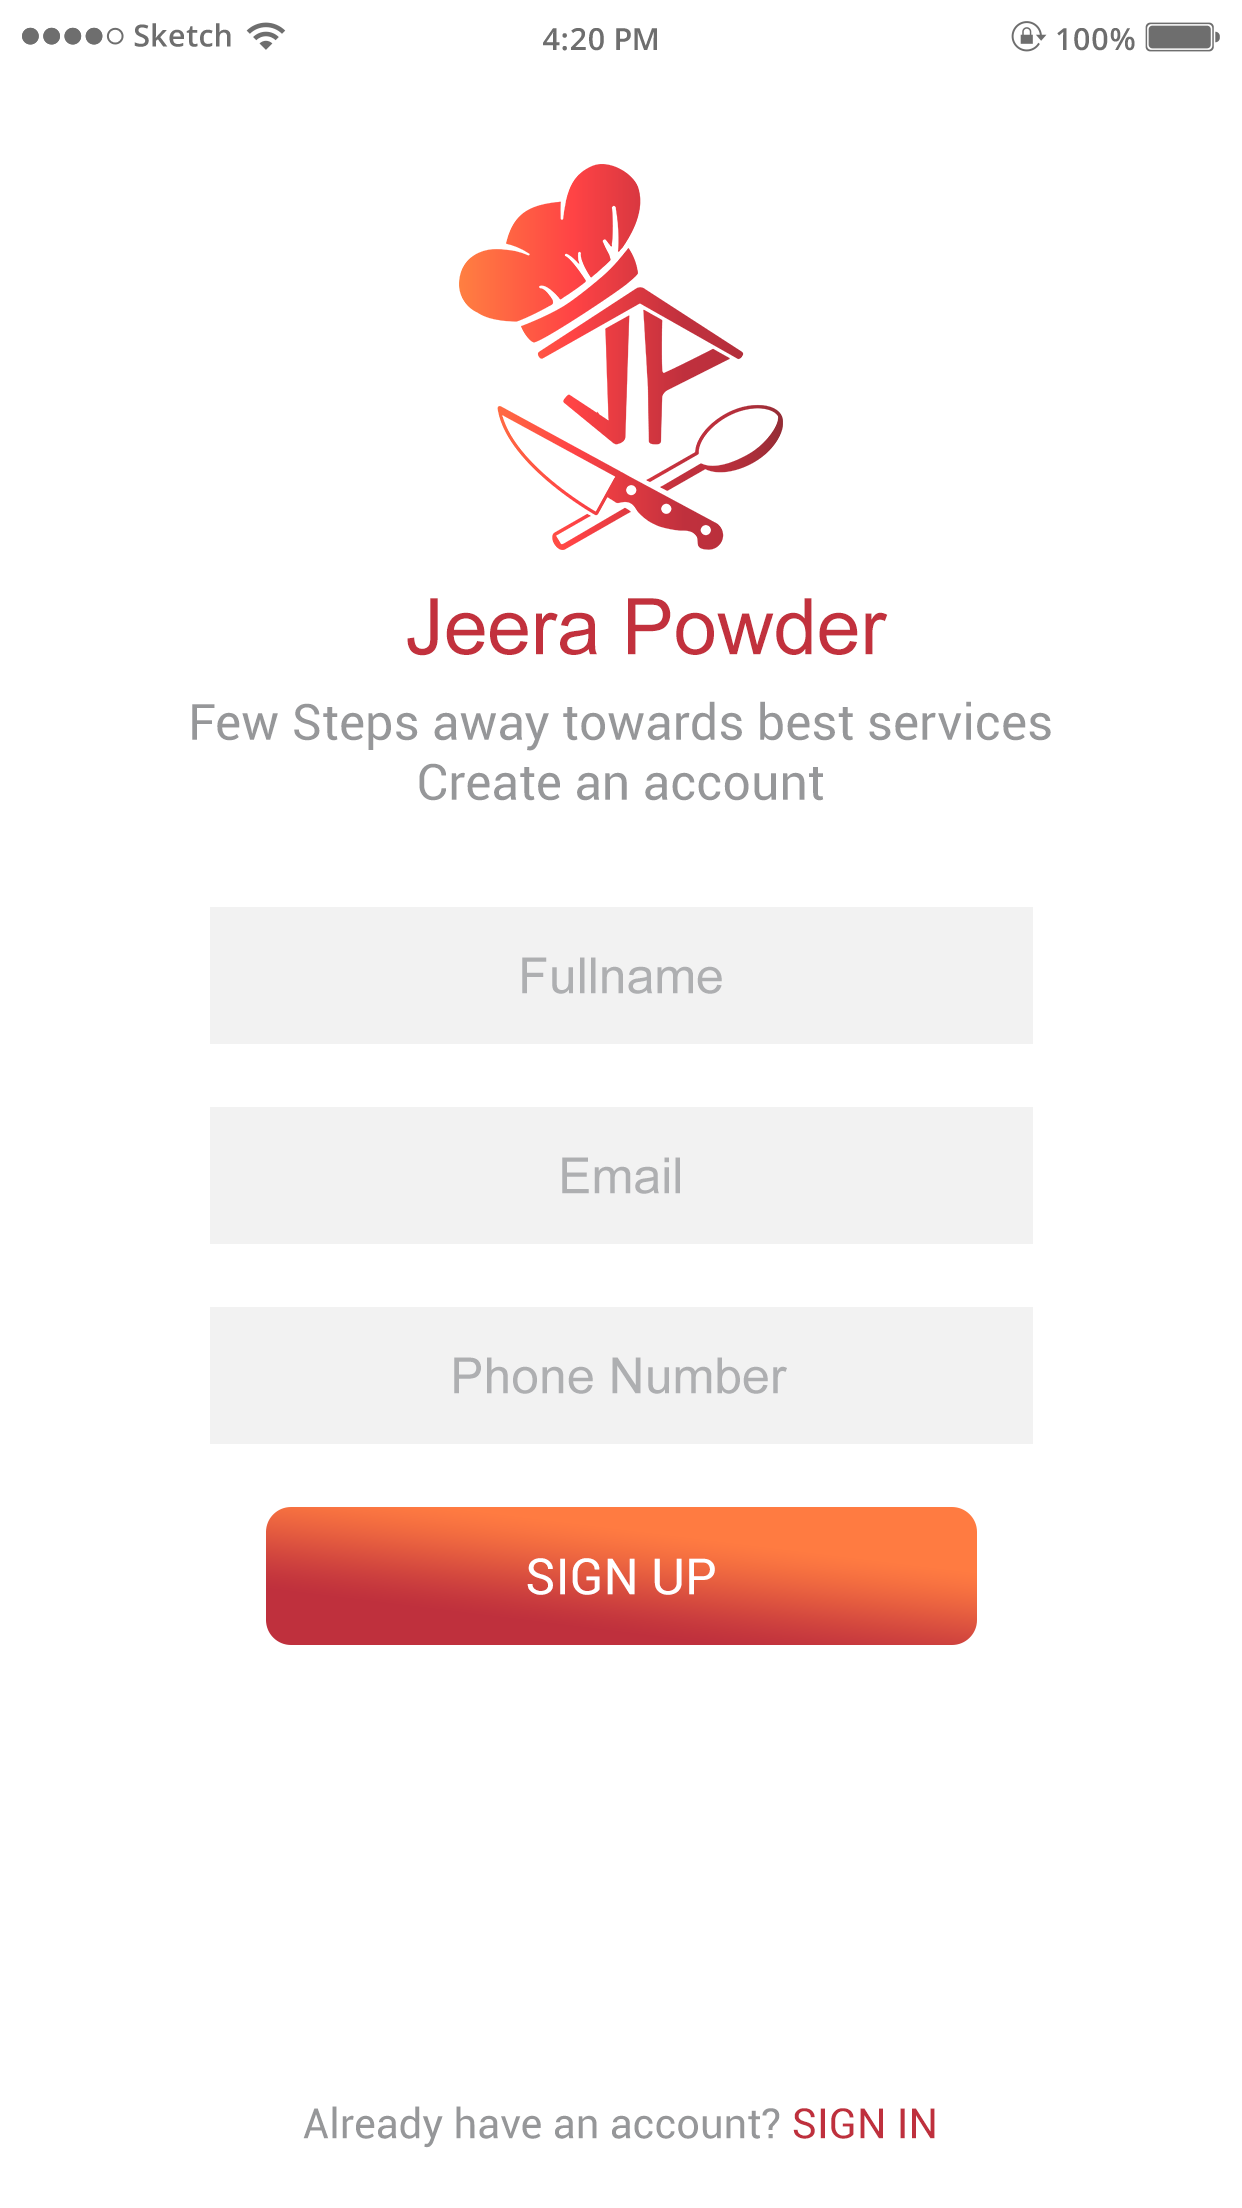 Sketch 4:20 PM 100%
JP
Jeera Powder
Few Steps away towards best services
Create an account
Fullname
Email
Phone Number
SIGN UP
Already have an account? SIGN IN